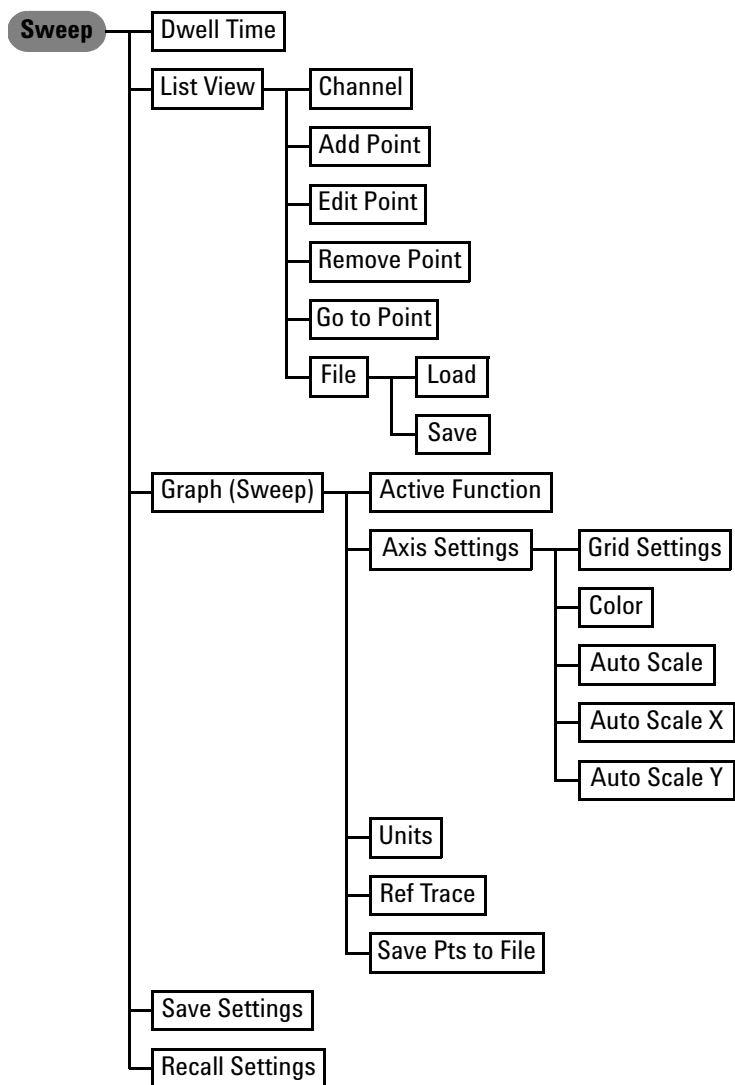 Sweep
Dwell Time
List View
Channel
Add Point
Edit Point
Remove Point
Go to Point
File
Load
Save
Graph (Sweep)
Active Function
Axis Settings
Grid Settings
Color
Auto Scale
Auto Scale X
Auto Scale Y
Units
Ref Trace
Save Pts to File
Save Settings
Recall Settings